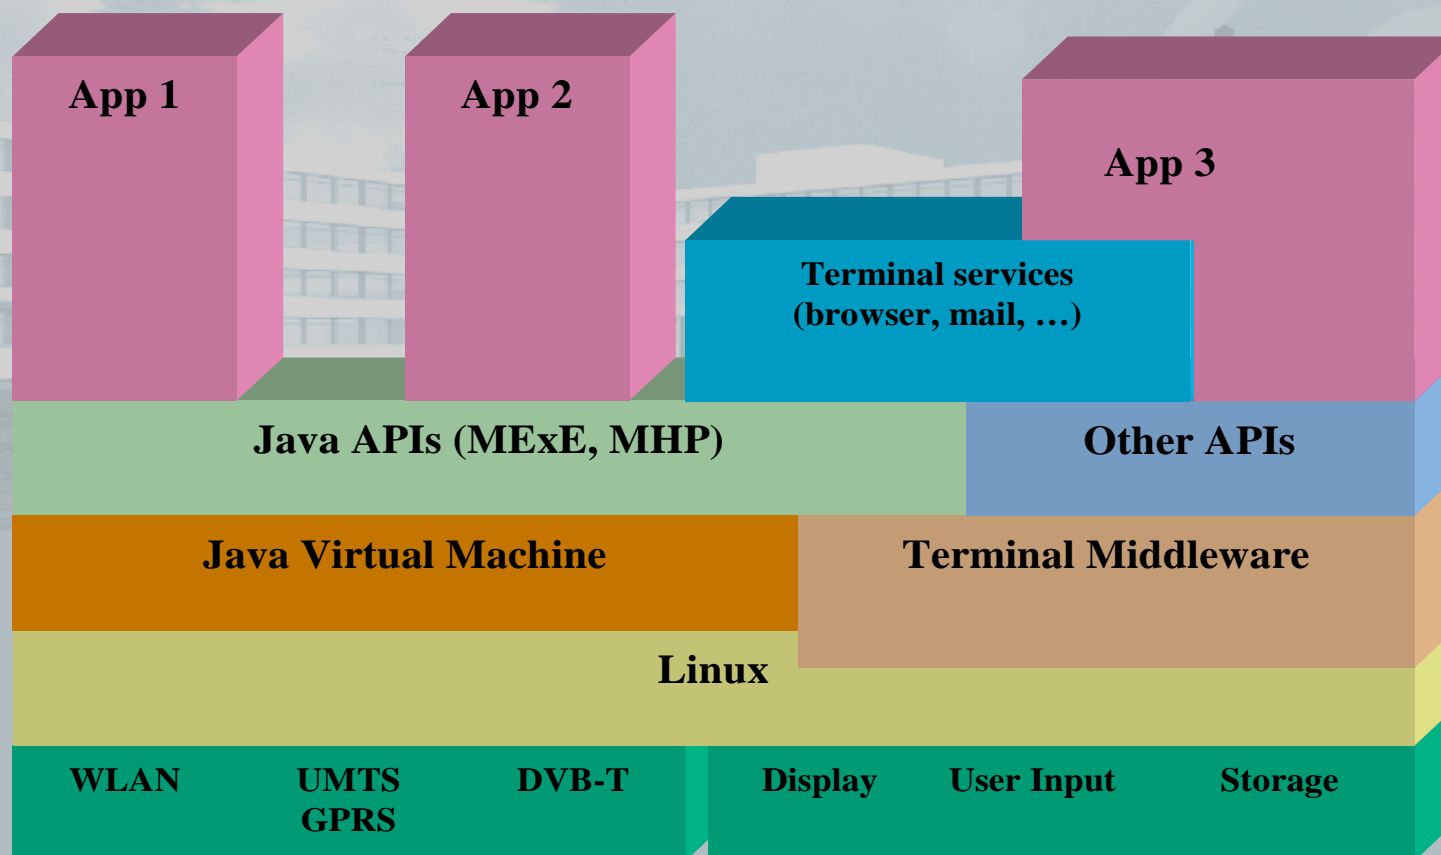 App 1
App 2
App 3
Terminal services
(browser, mail, …)
Java APIs (MExE, MHP)
Other APIs
Java Virtual Machine
Terminal Middleware
Linux
WLAN
UMTS
GPRS
DVB-T
Display
User Input
Storage